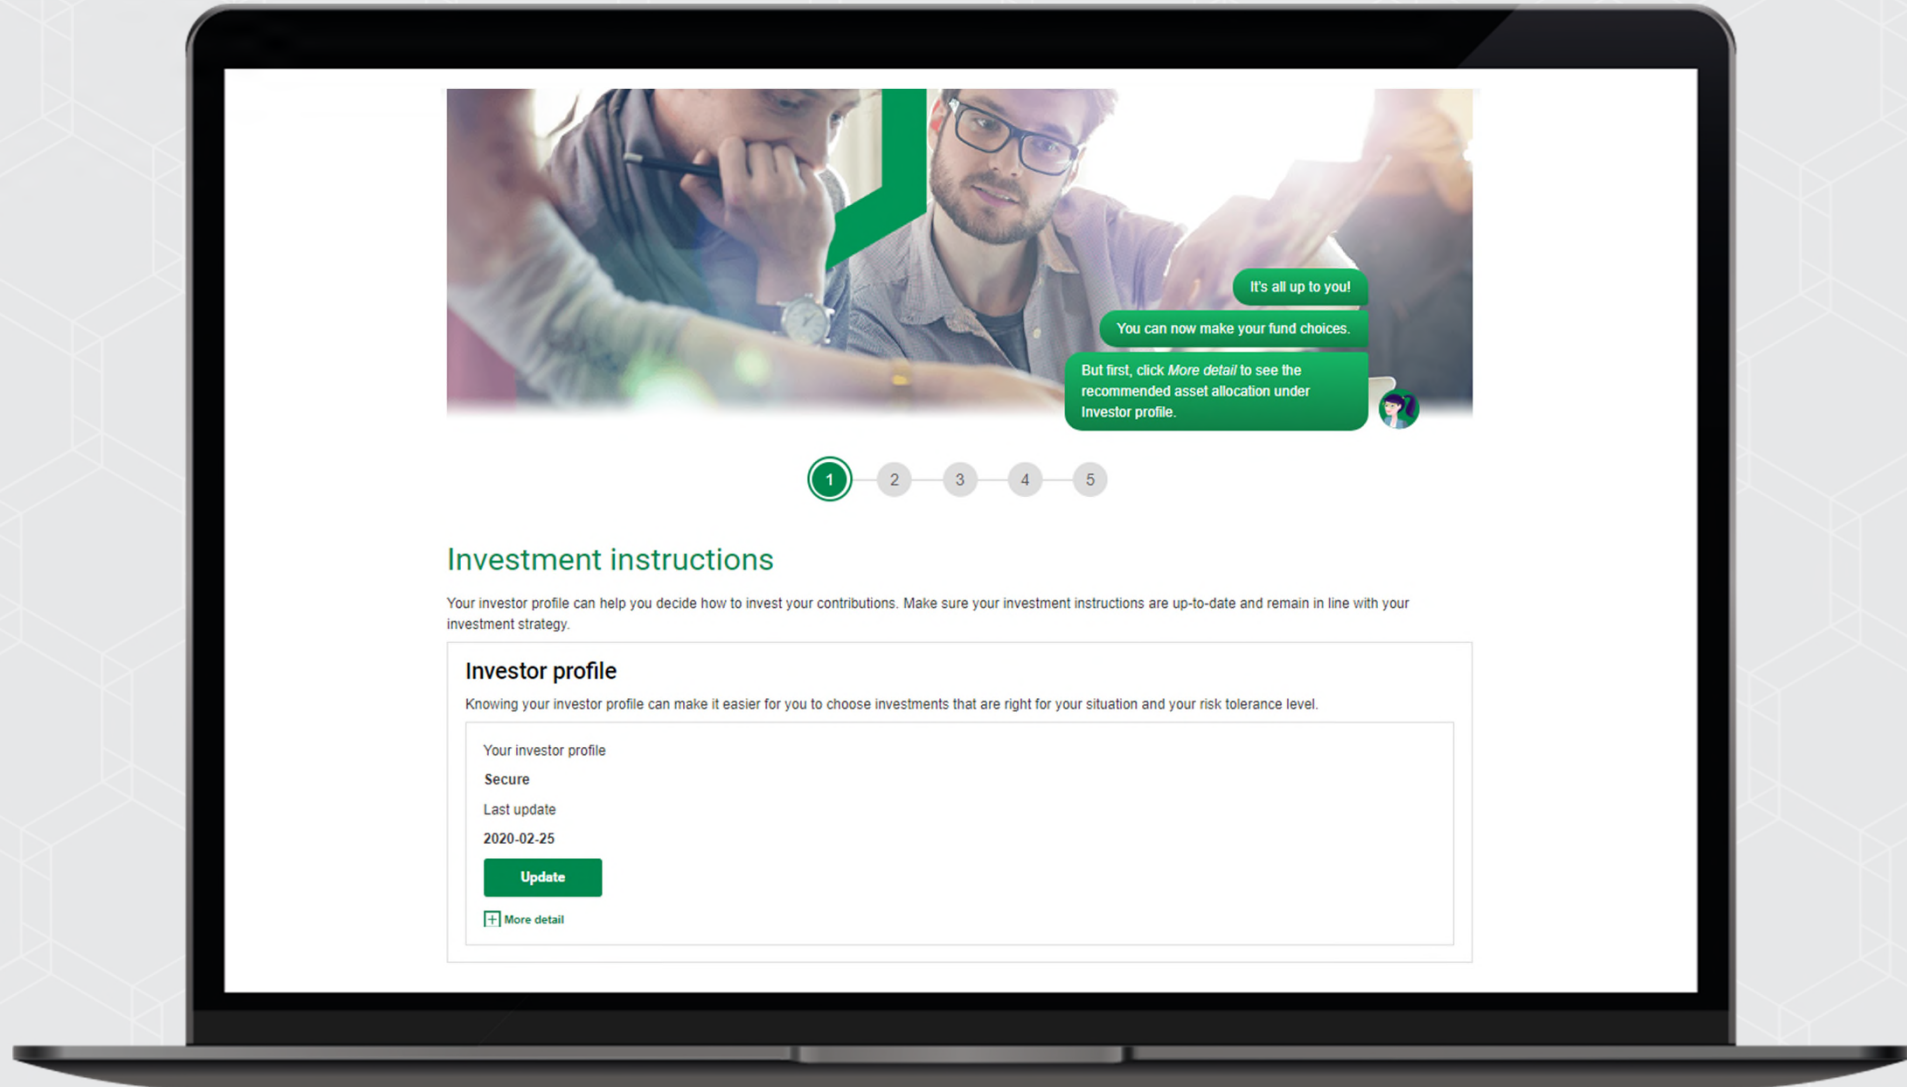 It's all up to you!
You can now make your fund choices.
But first, click More detail to see the
recommended asset allocation under
Investor profile.
1 2 3 4 5
Investment instructions
Your investor profile can help you decide how to invest your contributions. Make sure your investment instructions are up-to-date and remain in line with your
investment strategy.
Investor profile
Knowing your investor profile can make it easier for you to choose investments that are right for your situation and your risk tolerance level.
Your investor profile
Secure
Last update
2020-02-25
Update
More detail